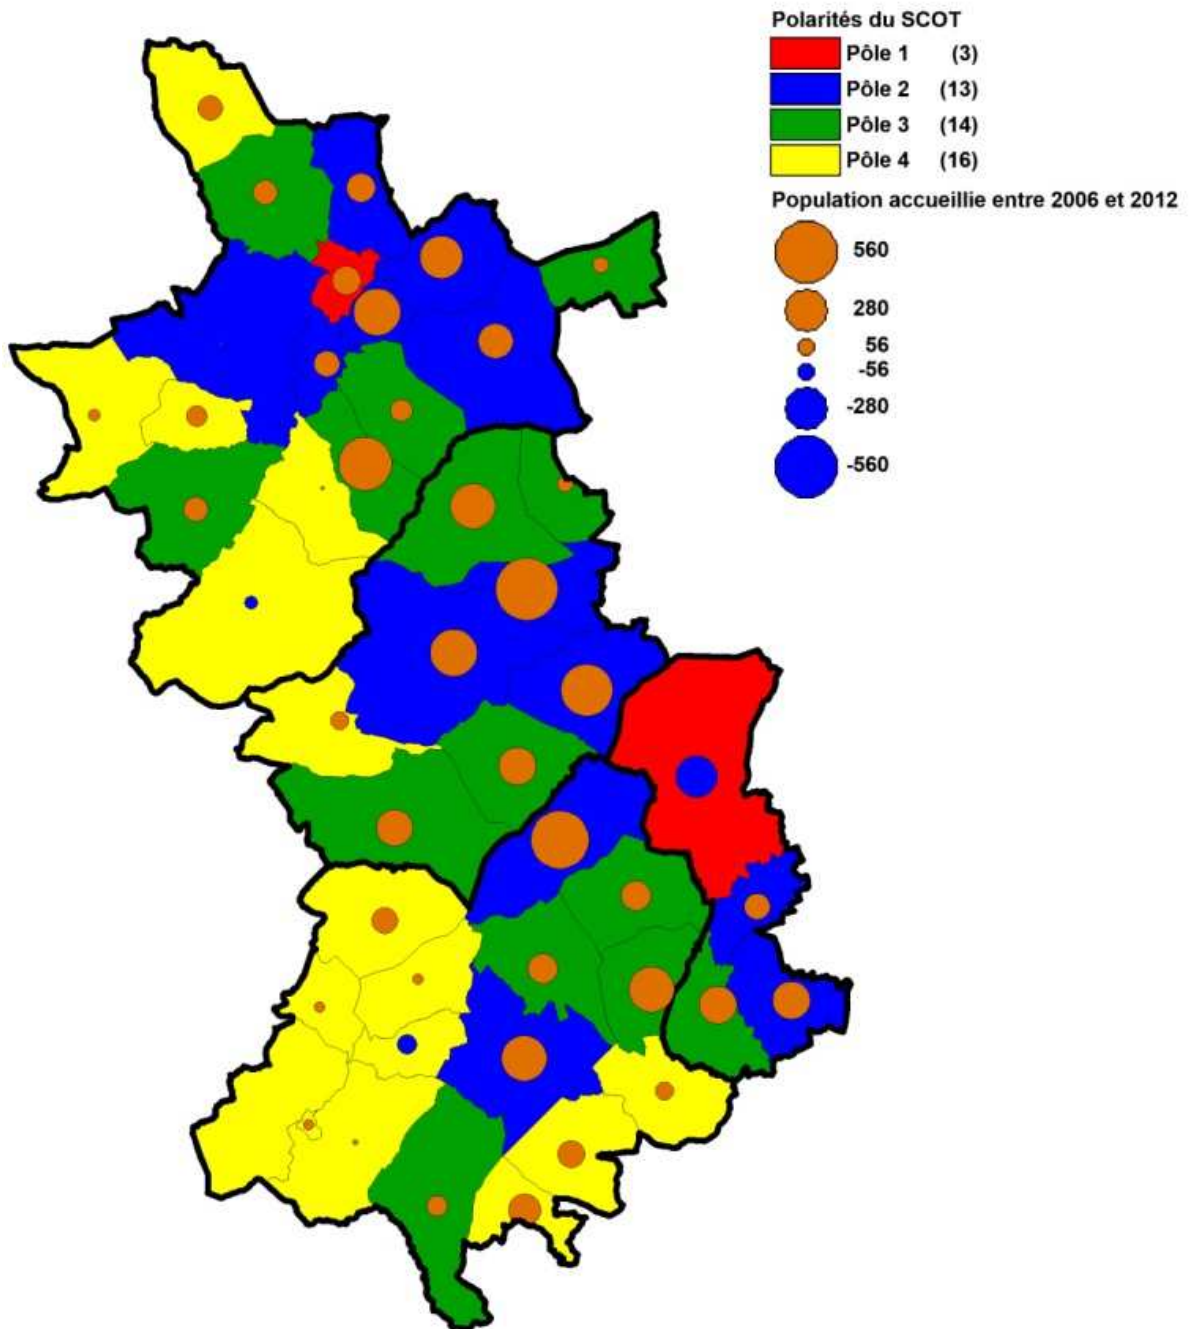 Polarités du SCOT
Pôle 1 (3)
Pôle 2 (13)
Pôle 3 (14)
Pôle 4 (16)
Population accueillie entre 2006 et 2012
560
280
56
-56
-280
-560